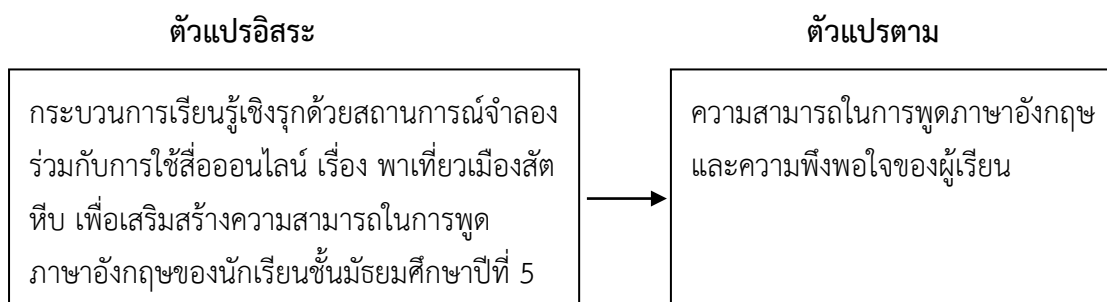 ตัวแปรอิสระ
ตัวแปรตาม
กระบวนการเรียนรู้เชิงรุกด้วยสถานการณ์จำลอง
ร่วมกับการใช้สื่อออนไลน์ เรื่อง พาเที่ยวเมืองสัต
หีบ เพื่อเสริมสร้างความสามารถในการพูด
ภาษาอังกฤษของนักเรียนชั้นมัธยมศึกษาปีที่ 5
ความสามารถในการพูดภาษาอังกฤษ
และความพึงพอใจของผู้เรียน